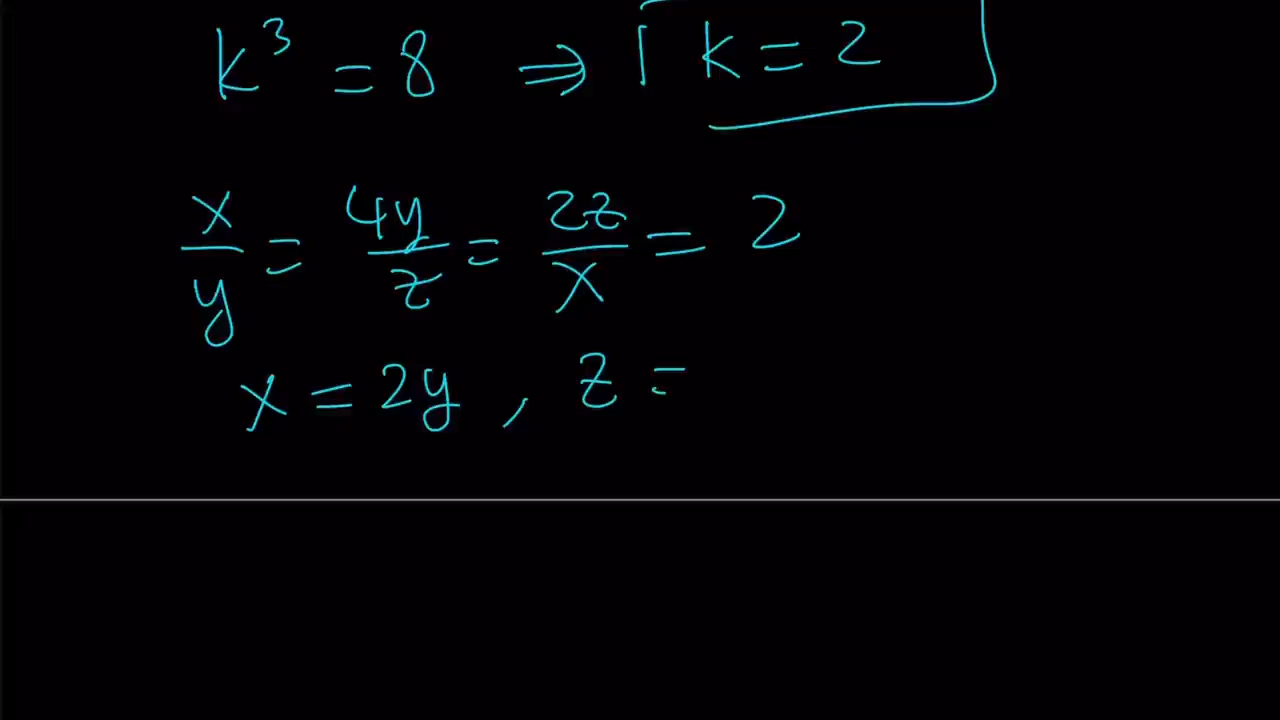 k³ = 8 ⇒ k = 2
x/y = 4y/z = 2z/x = 2
x = 2y , z =